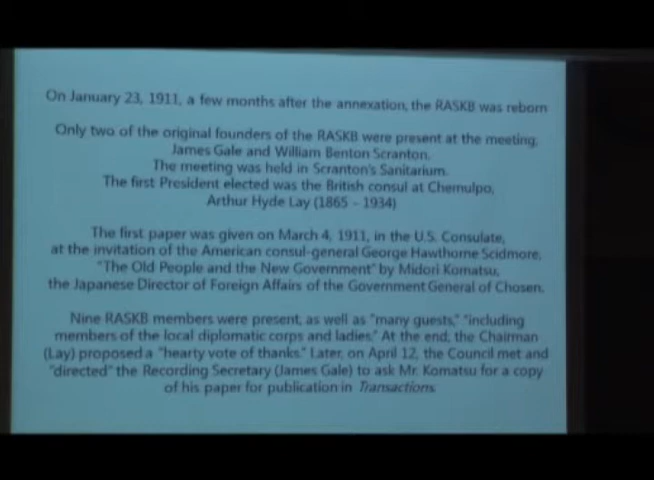 On January 23, 1911, a few months after the annexation, the RASKB was reborn
Only two of the original founders of the RASKB were present at the meeting,
James Gale and William Benton Scranton.
The meeting was held in Scranton's Sanitarium.
The first President elected was the British consul at Chemulpo,
Arthur Hyde Lay (1865 – 1934)
The first paper was given on March 4, 1911, in the U.S. Consulate,
at the invitation of the American consul-general George Hawthorne Scidmore,
"The Old People and the New Government" by Midori Komatsu,
the Japanese Director of Foreign Affairs of the Government General of Chosen.
Nine RASKB members were present, as well as "many guests," "including
members of the local diplomatic corps and ladies." At the end, the Chairman
(Lay) proposed a "hearty vote of thanks." Later, on April 12, the Council met and
"directed" the Recording Secretary (James Gale) to ask Mr. Komatsu for a copy
of his paper for publication in Transactions.